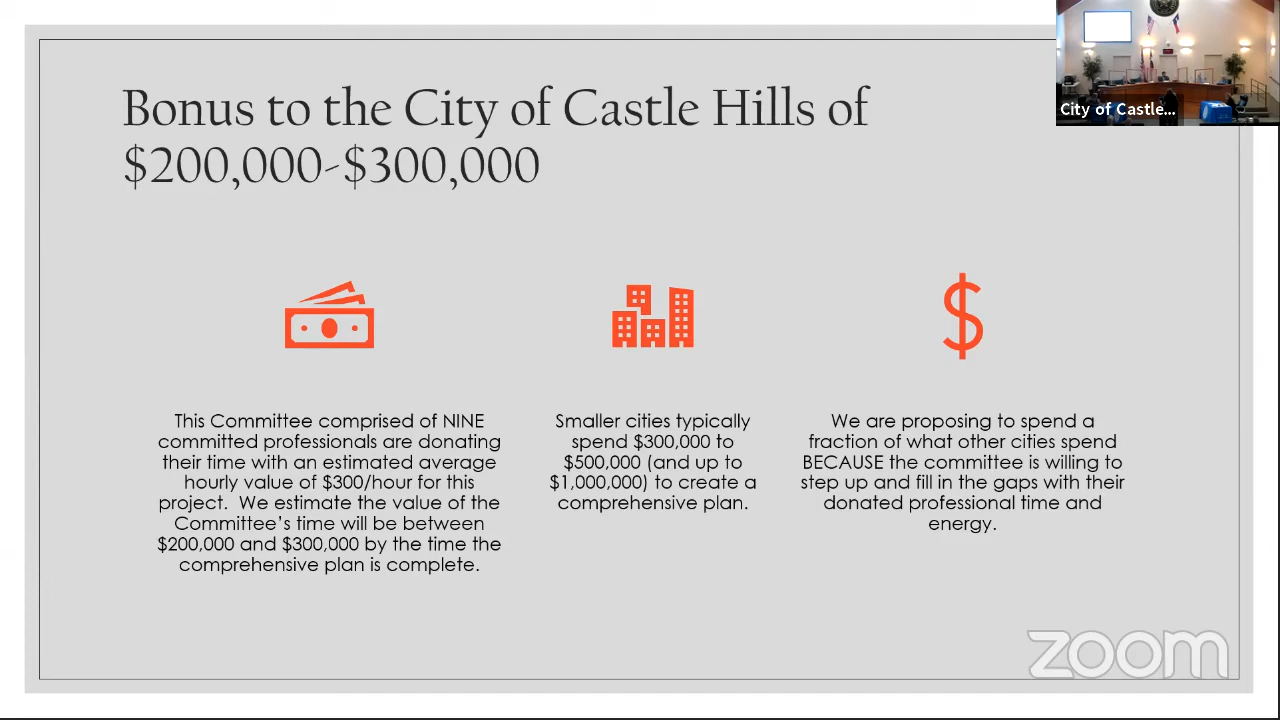 Bonus to the City of Castle Hills of
$200,000-$300,000
City of Castle...
This Committee comprised of NINE
committed professionals are donating
their time with an estimated average
hourly value of $300/hour for this
project.  We estimate the value of the
Committee's time will be between
$200,000 and $300,000 by the time the
comprehensive plan is complete.
Smaller cities typically
spend $300,000 to
$500,000 (and up to
$1,000,000) to create a
comprehensive plan.
We are proposing to spend a
fraction of what other cities spend
BECAUSE the committee is willing to
step up and fill in the gaps with their
donated professional time and
energy.
zoom